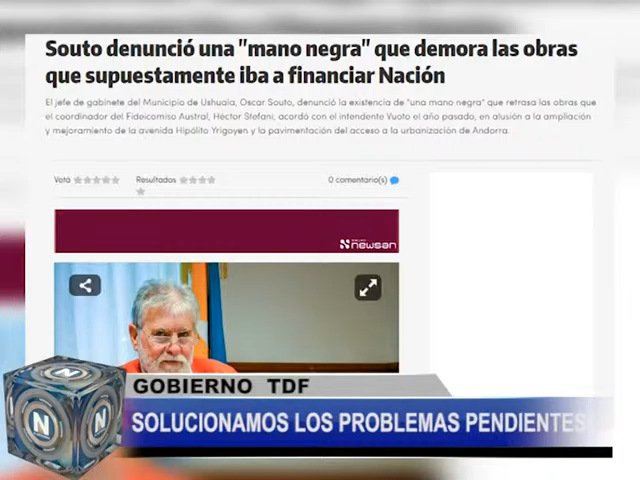 Souto denunció una "mano negra" que demora las obras
que supuestamente iba a financiar Nación
El jefe de gabinete del Municipio de Ushuaia, Oscar Souto, denunció la existencia de "una mano negra" que retrasa las obras que
el coordinador del Fideicomiso Austral, Héctor Stefani, acordó con el intendente Vuoto el año pasado, en alusión a la ampliación
y mejoramiento de la avenida Hipólito Yrigoyen y la pavimentación del acceso a la urbanización de Andorra.
Votá Resultados 0 comentario(s)
newsan
GOBIERNO TDF
N N SOLUCIONAMOS LOS PROBLEMAS PENDIENTES